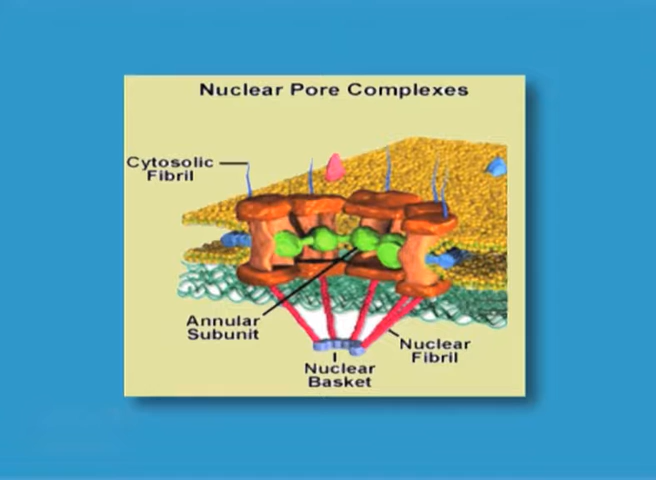 Nuclear Pore Complexes
Cytosolic
Fibril
Annular
Subunit
Nuclear
Fibril
Nuclear
Basket